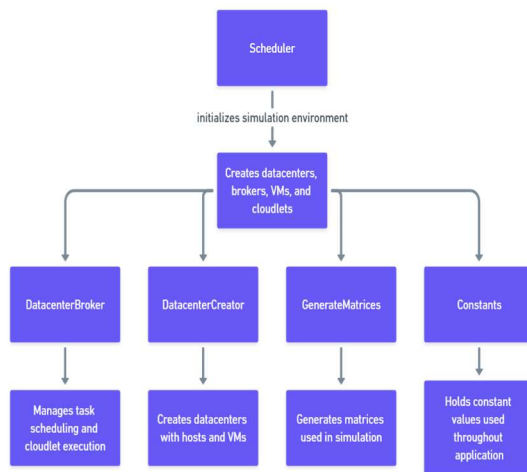 Scheduler
initializes simulation environment
Creates datacenters,
brokers, VMs, and
cloudlets
DatacenterBroker
DatacenterCreator
GenerateMatrices
Constants
Manages task
scheduling and
cloudlet execution
Creates datacenters
with hosts and VMs
Generates matrices
used in simulation
Holds constant
values used
throughout
application